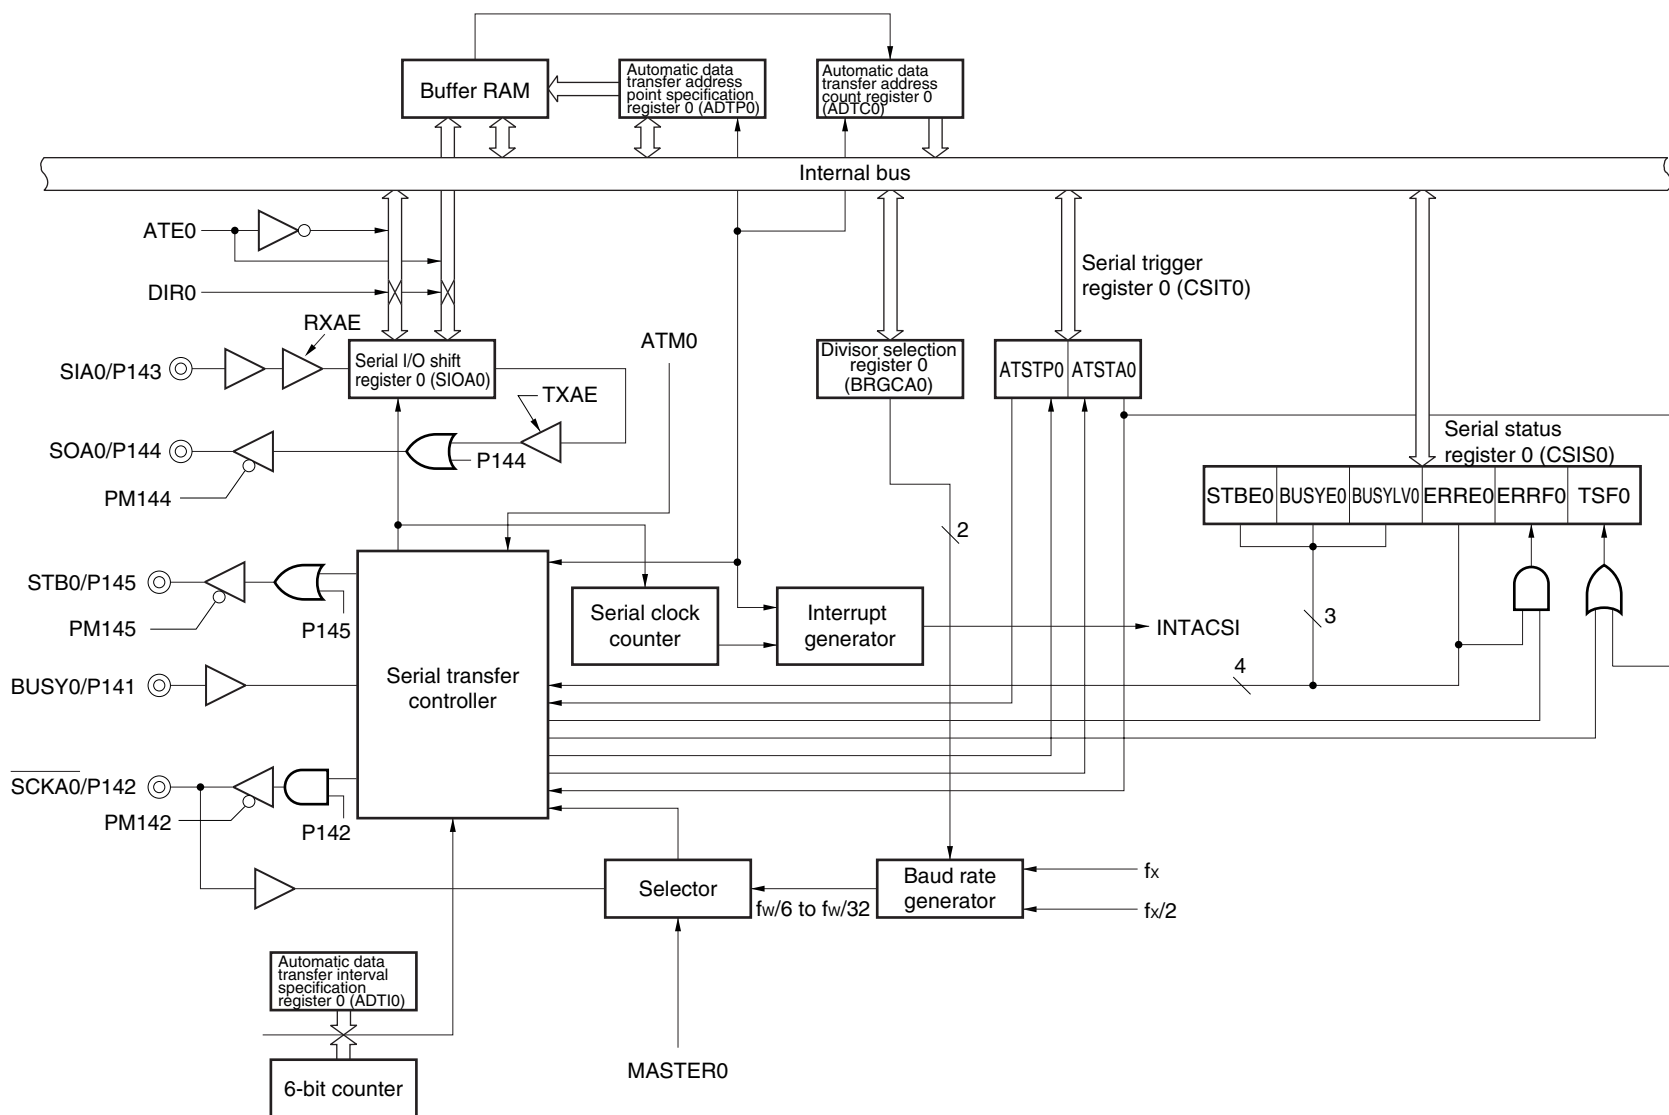 Buffer RAM
Automatic data
transfer address
point specification
register 0 (ADTP0)
Automatic data
transfer address
count register 0
(ADTC0)
Internal bus
ATE0
DIR0
RXAE
SIA0/P143
Serial I/O shift
register 0 (SIOA0)
ATM0
Divisor selection
register 0
(BRGCA0)
Serial trigger
register 0 (CSIT0)
ATSTP0
ATSTA0
TXAE
SOA0/P144
P144
PM144
Serial status
register 0 (CSIS0)
STBE0
BUSYE0
BUSYLV0
ERRE0
ERRF0
TSF0
2
STB0/P145
PM145
P145
Serial clock
counter
Interrupt
generator
INTACSI
3
4
BUSY0/P141
Serial transfer
controller
SCKA0/P142
PM142
P142
Selector
fw/6 to fw/32
Baud rate
generator
fx
fx/2
Automatic data
transfer interval
specification
register 0 (ADTI0)
6-bit counter
MASTER0